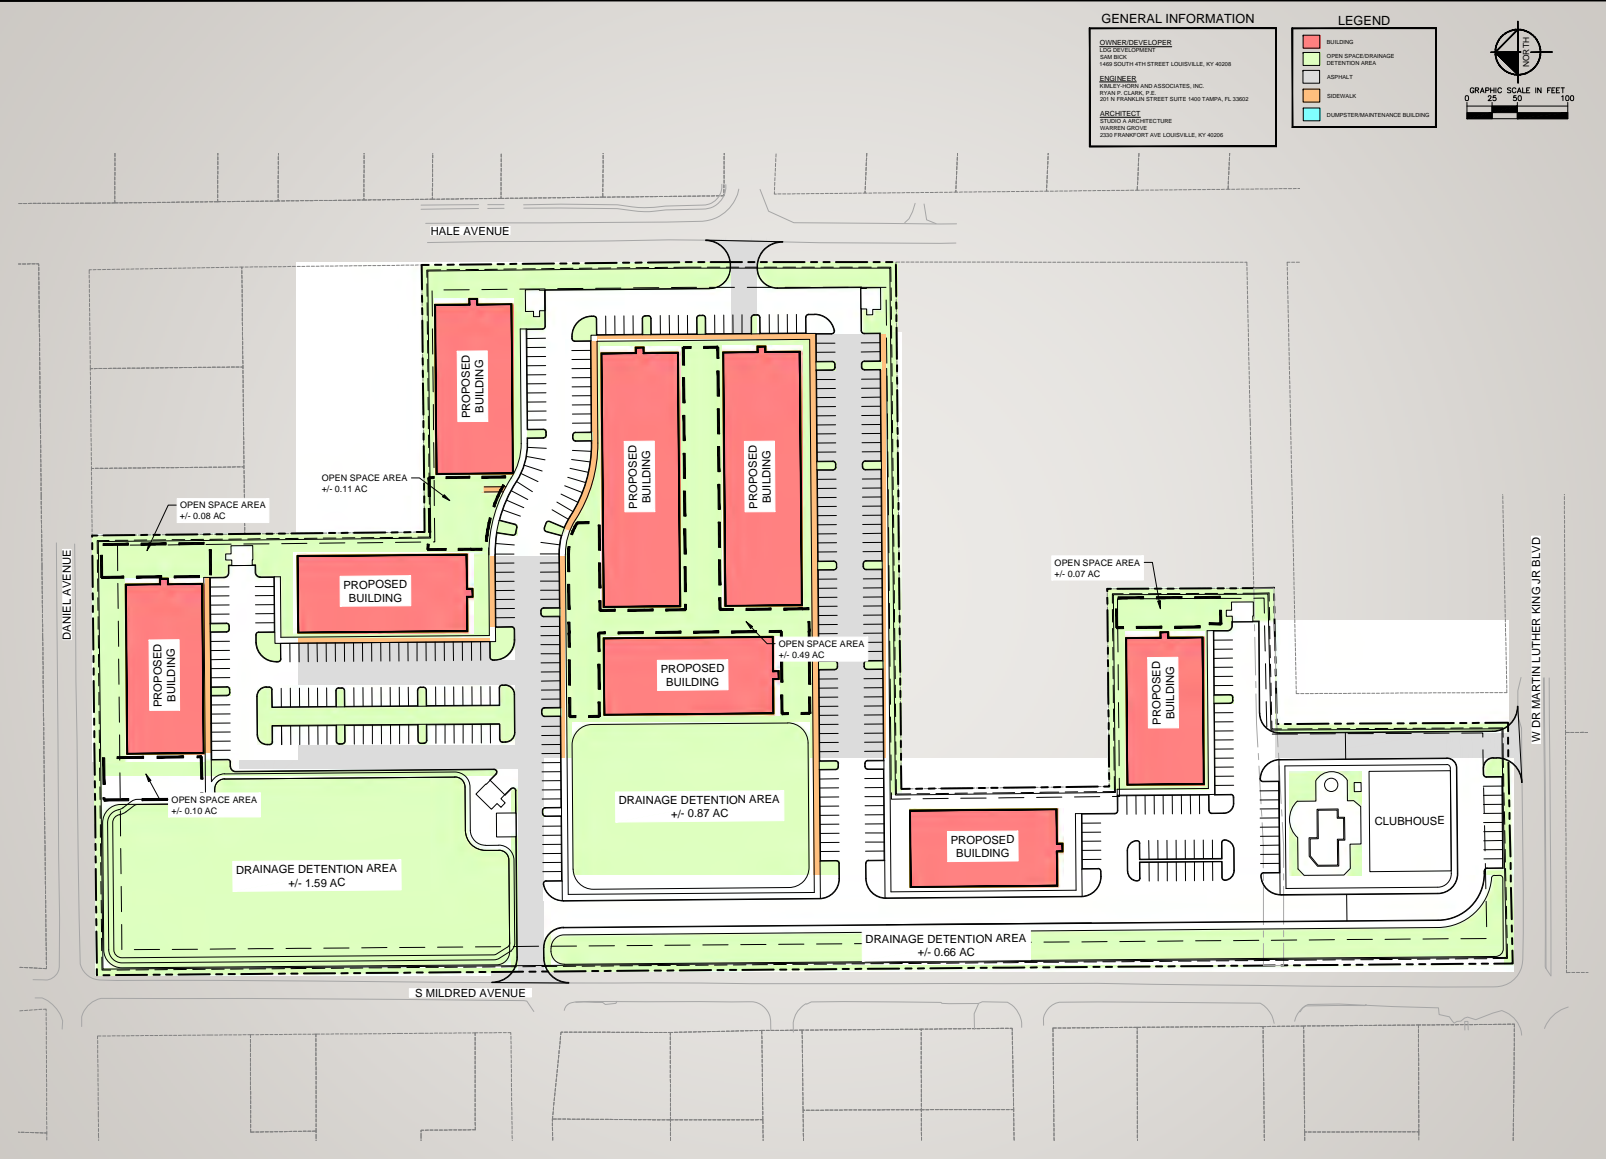 GENERAL INFORMATION
OWNER/DEVELOPER
LDG DEVELOPMENT
SAM BICK
1469 SOUTH 4TH STREET LOUISVILLE, KY 40208
ENGINEER
KIMLEY-HORN AND ASSOCIATES, INC.
RYAN P. CLARK, P.E.
201 N FRANKLIN STREET SUITE 1400 TAMPA, FL 33602
ARCHITECT
STUDIO A ARCHITECTURE
WARREN GROVE
2330 FRANKFORT AVE LOUISVILLE, KY 40206
LEGEND
BUILDING
OPEN SPACE/DRAINAGE
DETENTION AREA
ASPHALT
SIDEWALK
DUMPSTER/MAINTENANCE BUILDING
NORTH
GRAPHIC SCALE IN FEET
0 25 50 100
HALE AVENUE
PROPOSED
BUILDING
PROPOSED
BUILDING
PROPOSED
BUILDING
OPEN SPACE AREA
+/- 0.11 AC
OPEN SPACE AREA
+/- 0.08 AC
DANIEL AVENUE
PROPOSED
BUILDING
PROPOSED
BUILDING
OPEN SPACE AREA
+/- 0.07 AC
W DR MARTIN LUTHER KING JR BLVD
OPEN SPACE AREA
+/- 0.49 AC
PROPOSED
BUILDING
PROPOSED
BUILDING
OPEN SPACE AREA
+/- 0.10 AC
DRAINAGE DETENTION AREA
+/- 0.87 AC
CLUBHOUSE
PROPOSED
BUILDING
DRAINAGE DETENTION AREA
+/- 1.59 AC
DRAINAGE DETENTION AREA
+/- 0.66 AC
S MILDRED AVENUE